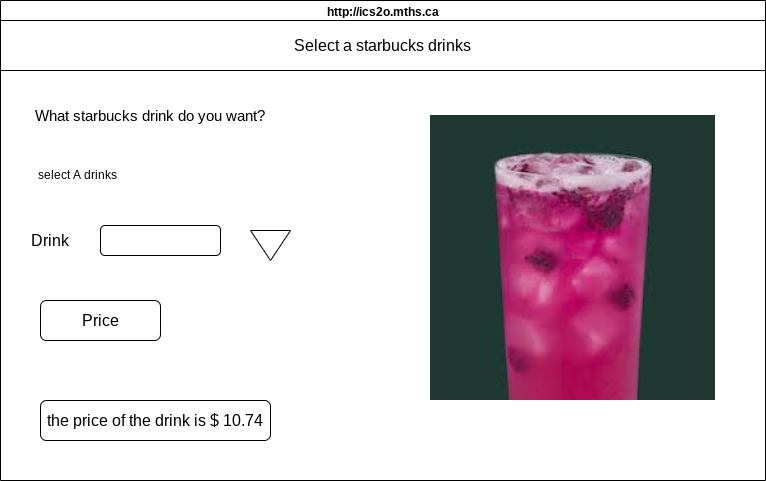 http://ics2o.mths.ca
Select a starbucks drinks
What starbucks drink do you want?
select A drinks
Drink
Price
the price of the drink is $ 10.74